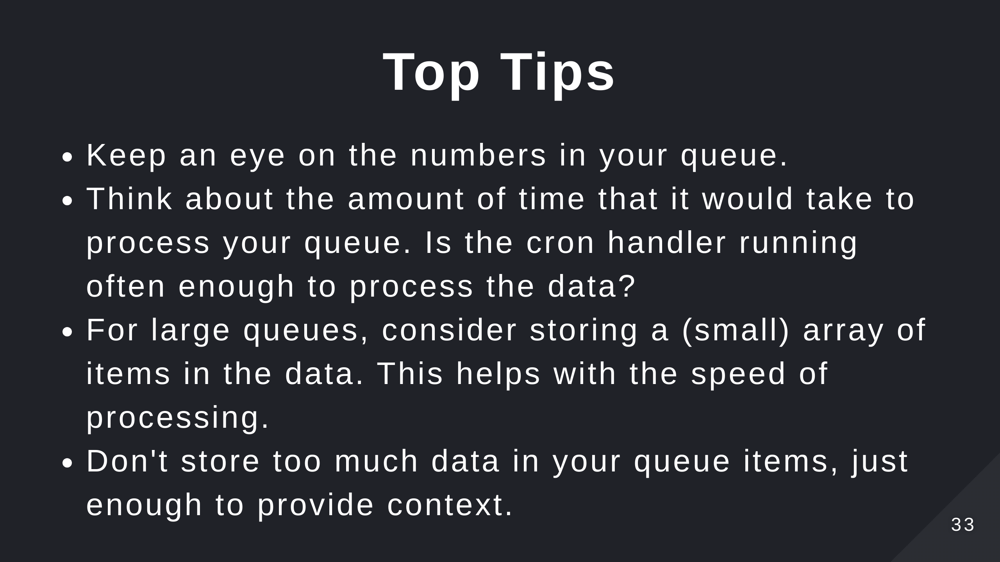 Top Tips
• Keep an eye on the numbers in your queue.
• Think about the amount of time that it would take to
process your queue. Is the cron handler running
often enough to process the data?
• For large queues, consider storing a (small) array of
items in the data. This helps with the speed of
processing.
• Don't store too much data in your queue items, just
enough to provide context.
33